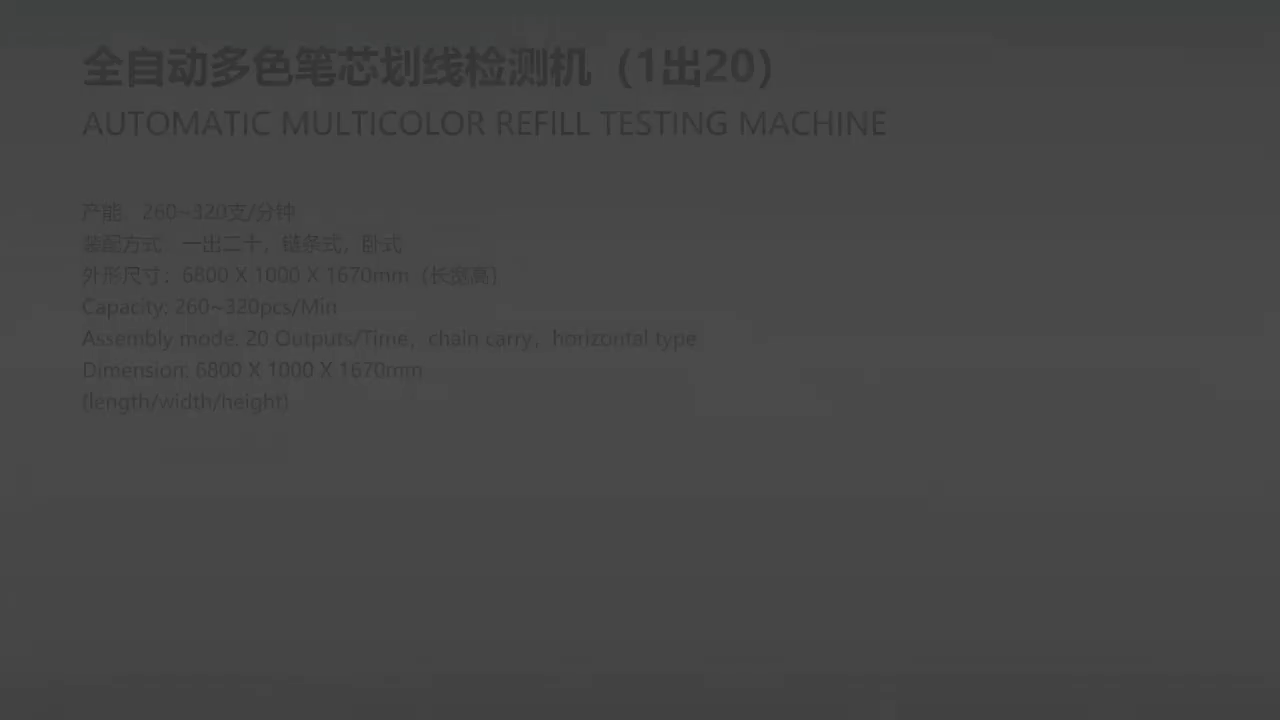 全自动多色笔芯划线检测机（1出20）
AUTOMATIC MULTICOLOR REFILL TESTING MACHINE
产能：260~320支/分钟
装配方式：一出二十，链条式，卧式
外形尺寸：6800 X 1000 X 1670mm（长宽高）
Capacity: 260~320pcs/Min
Assembly mode: 20 Outputs/Time，chain carry，horizontal type
Dimension: 6800 X 1000 X 1670mm
(length/width/height)